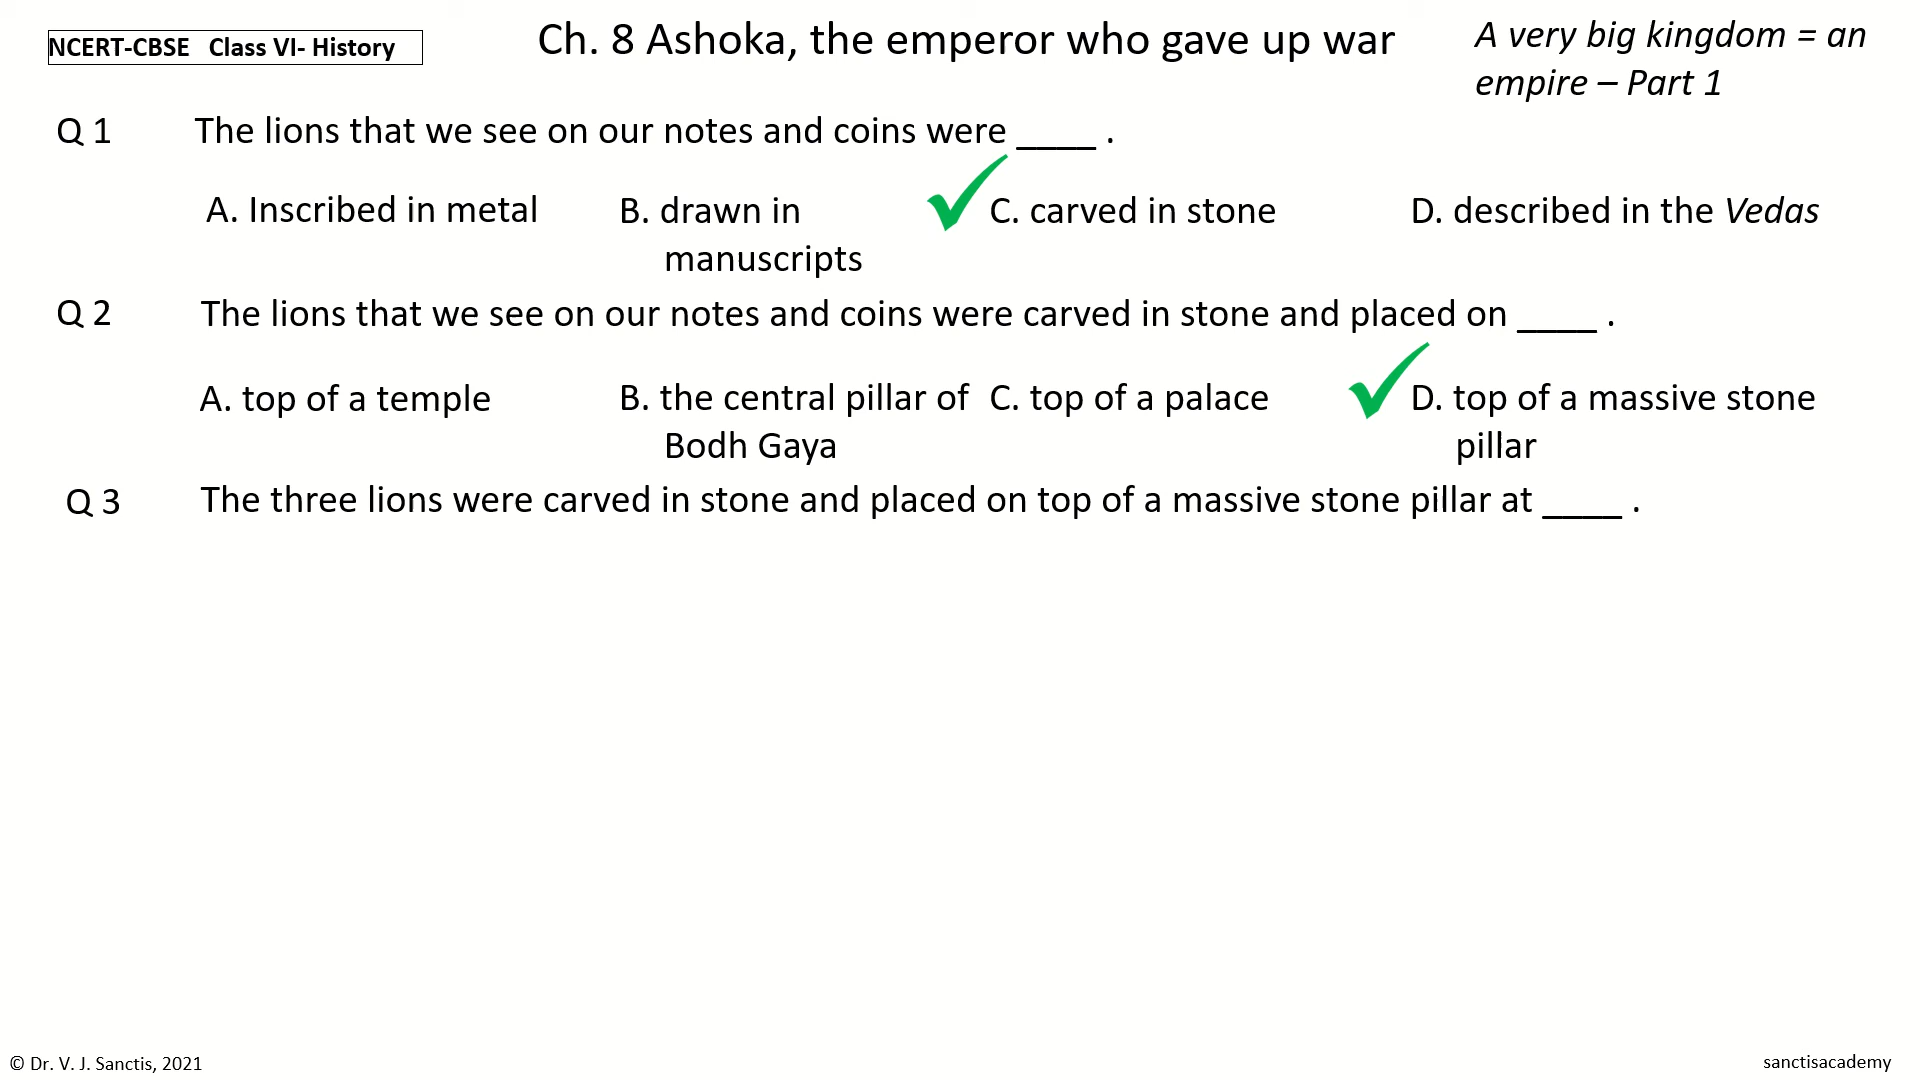 NCERT-CBSE Class VI- History
Ch. 8 Ashoka, the emperor who gave up war
A very big kingdom = an
empire – Part 1
Q 1 The lions that we see on our notes and coins were ____ .
A. Inscribed in metal B. drawn in C. carved in stone D. described in the Vedas
manuscripts
Q 2 The lions that we see on our notes and coins were carved in stone and placed on ____ .
A. top of a temple B. the central pillar of C. top of a palace D. top of a massive stone
Bodh Gaya pillar
Q 3 The three lions were carved in stone and placed on top of a massive stone pillar at ____ .
© Dr. V. J. Sanctis, 2021 sanctisacademy